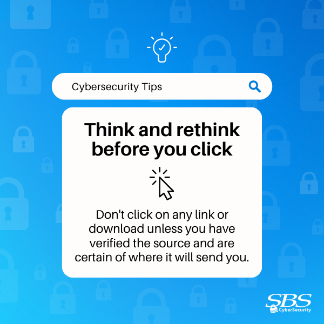 Cybersecurity Tips
Think and rethink
before you click
Don't click on any link or
download unless you have
verified the source and are
certain of where it will send you.
SBS
CyberSecurity